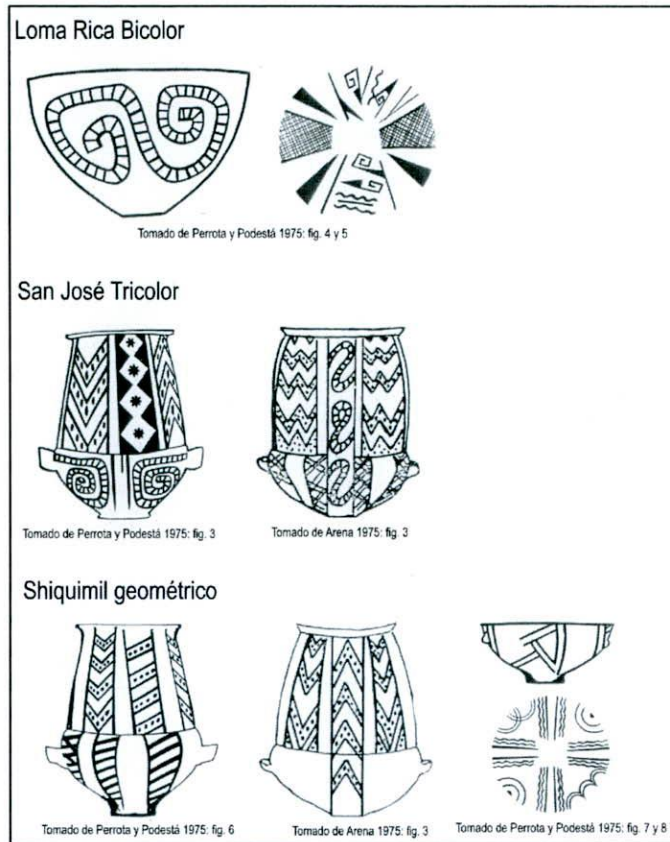 Loma Rica Bicolor
Tomado de Perrota y Podestá 1975: fig. 4 y 5
San José Tricolor
Tomado de Perrota y Podestá 1975: fig. 3
Tomado de Arena 1975: fig. 3
Shiquimil geométrico
Tomado de Perrota y Podestá 1975: fig. 6
Tomado de Arena 1975: fig. 3
Tomado de Perrota y Podestá 1975: fig. 7 y 8